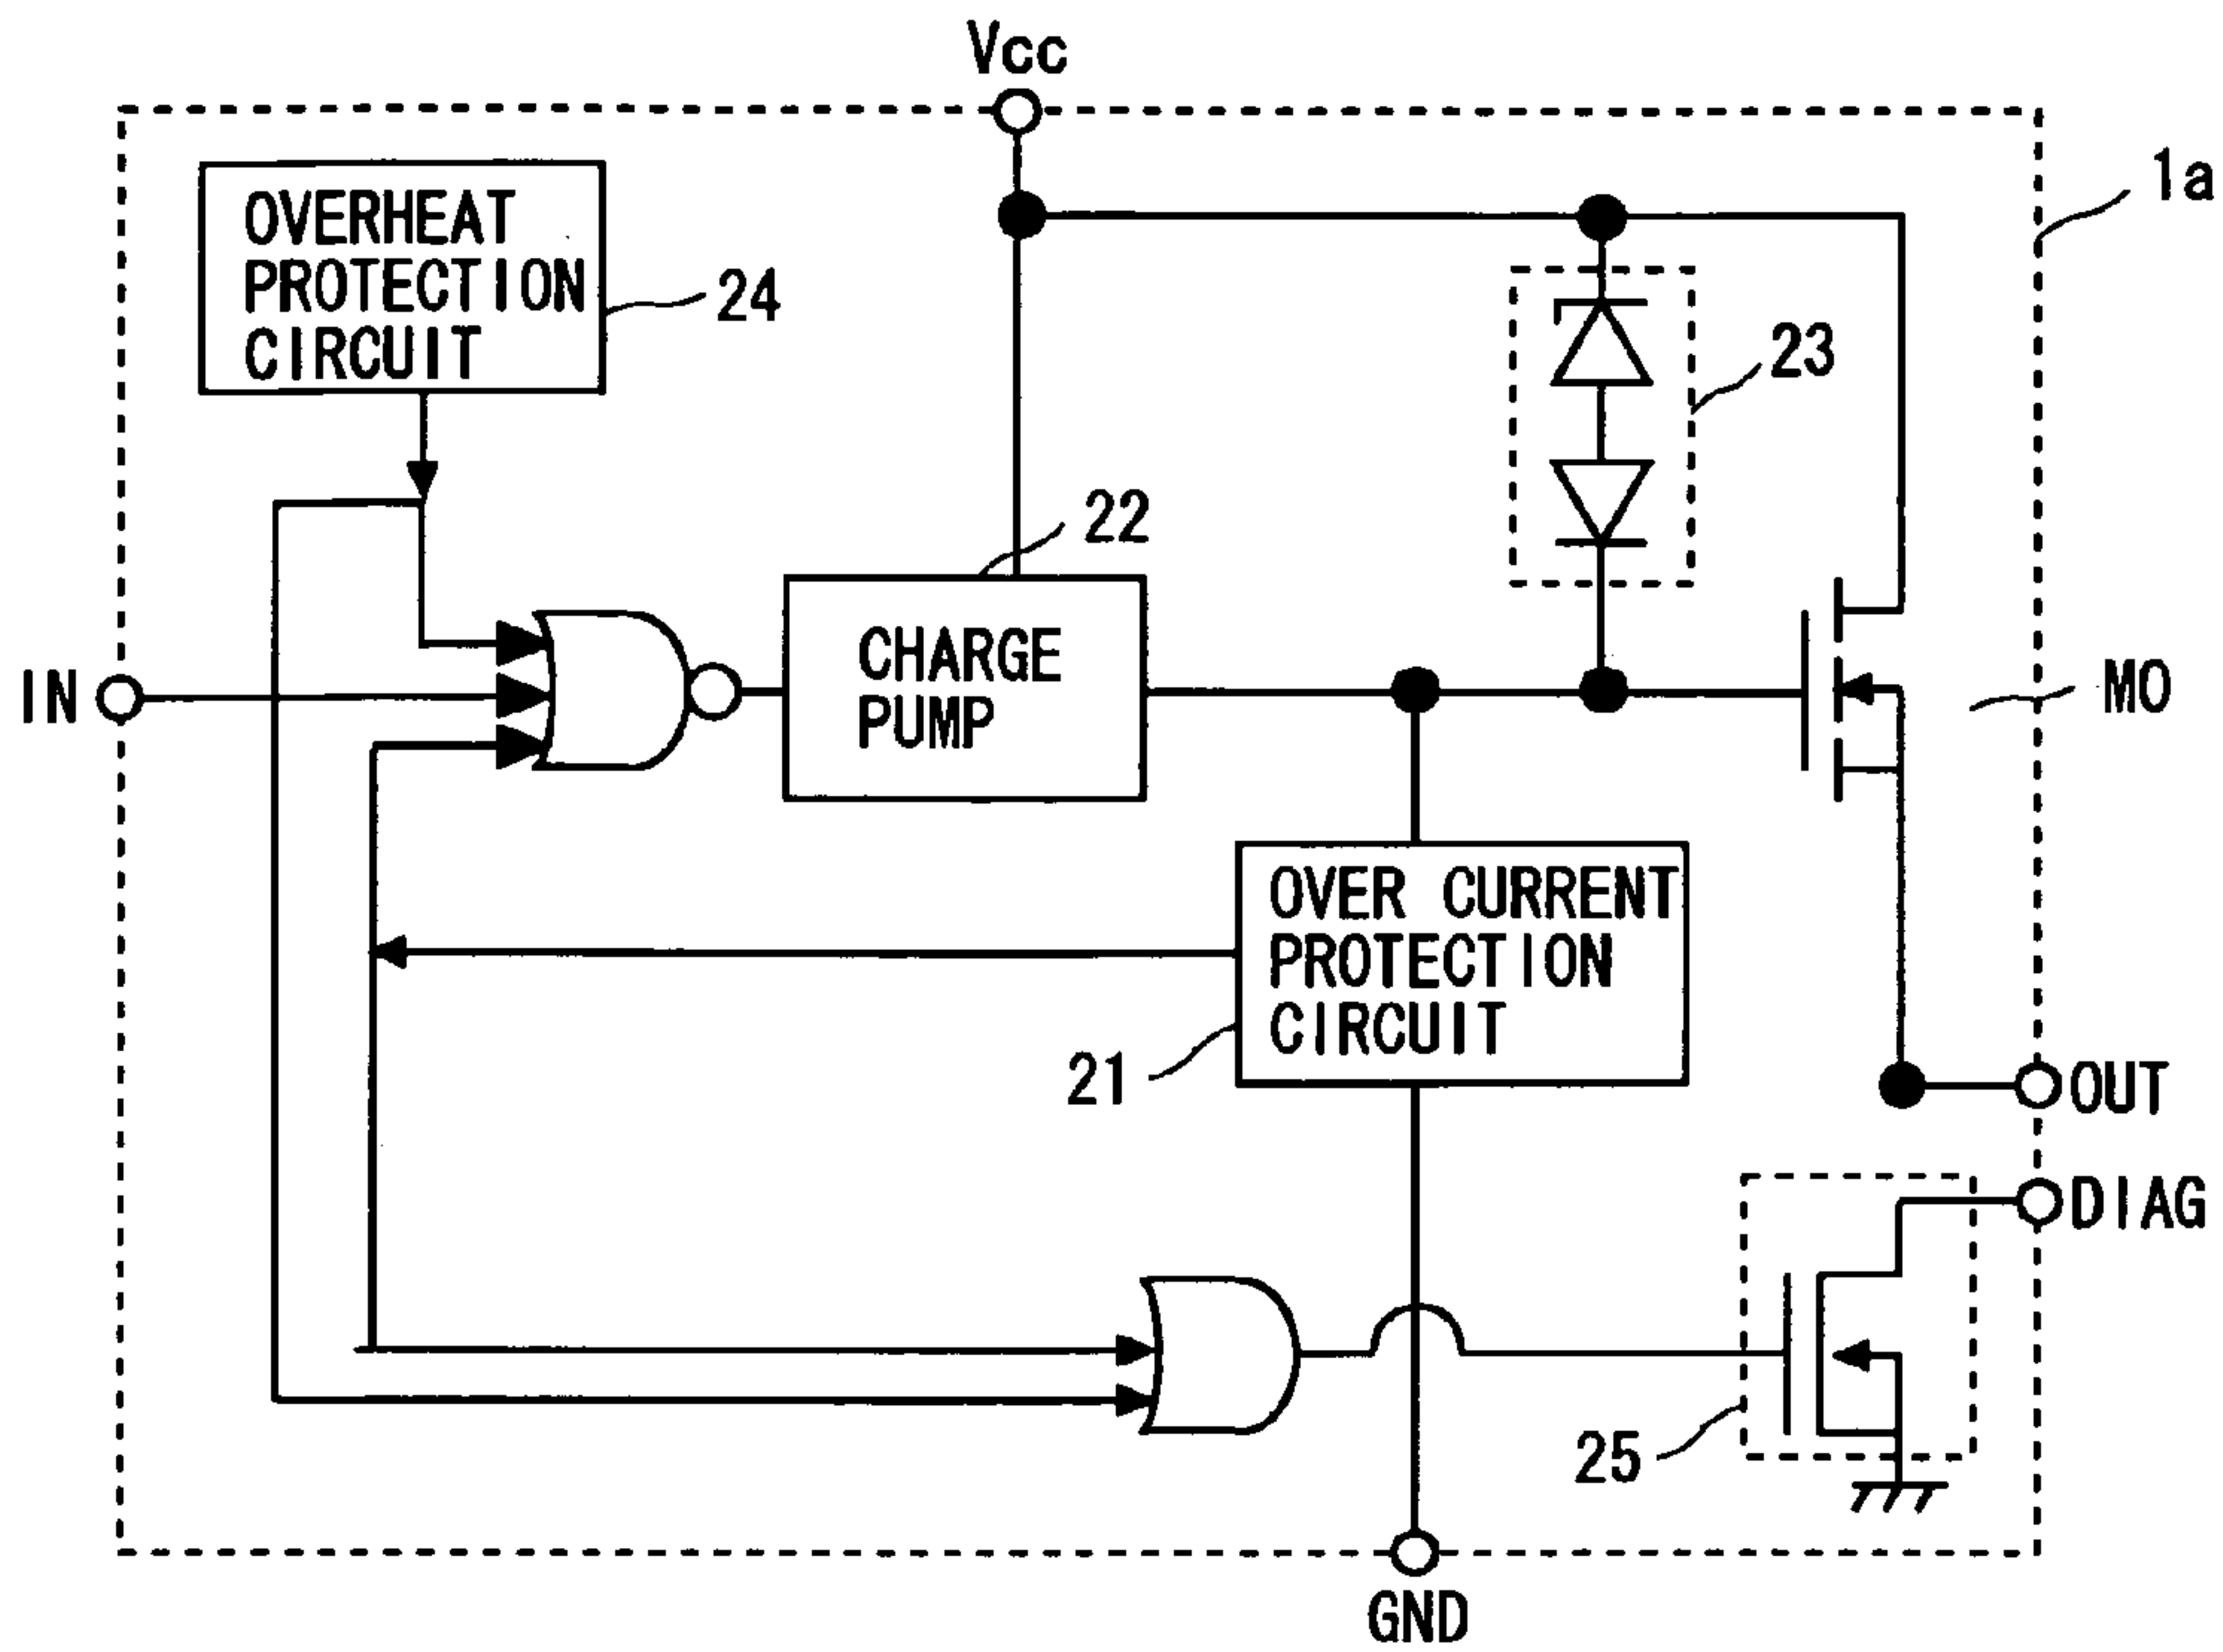 Vcc
1a
OVERHEAT
PROTECTION
CIRCUIT
24
23
22
IN
CHARGE
PUMP
MO
OVER CURRENT
PROTECTION
CIRCUIT
21
OUT
DIAG
25
GND